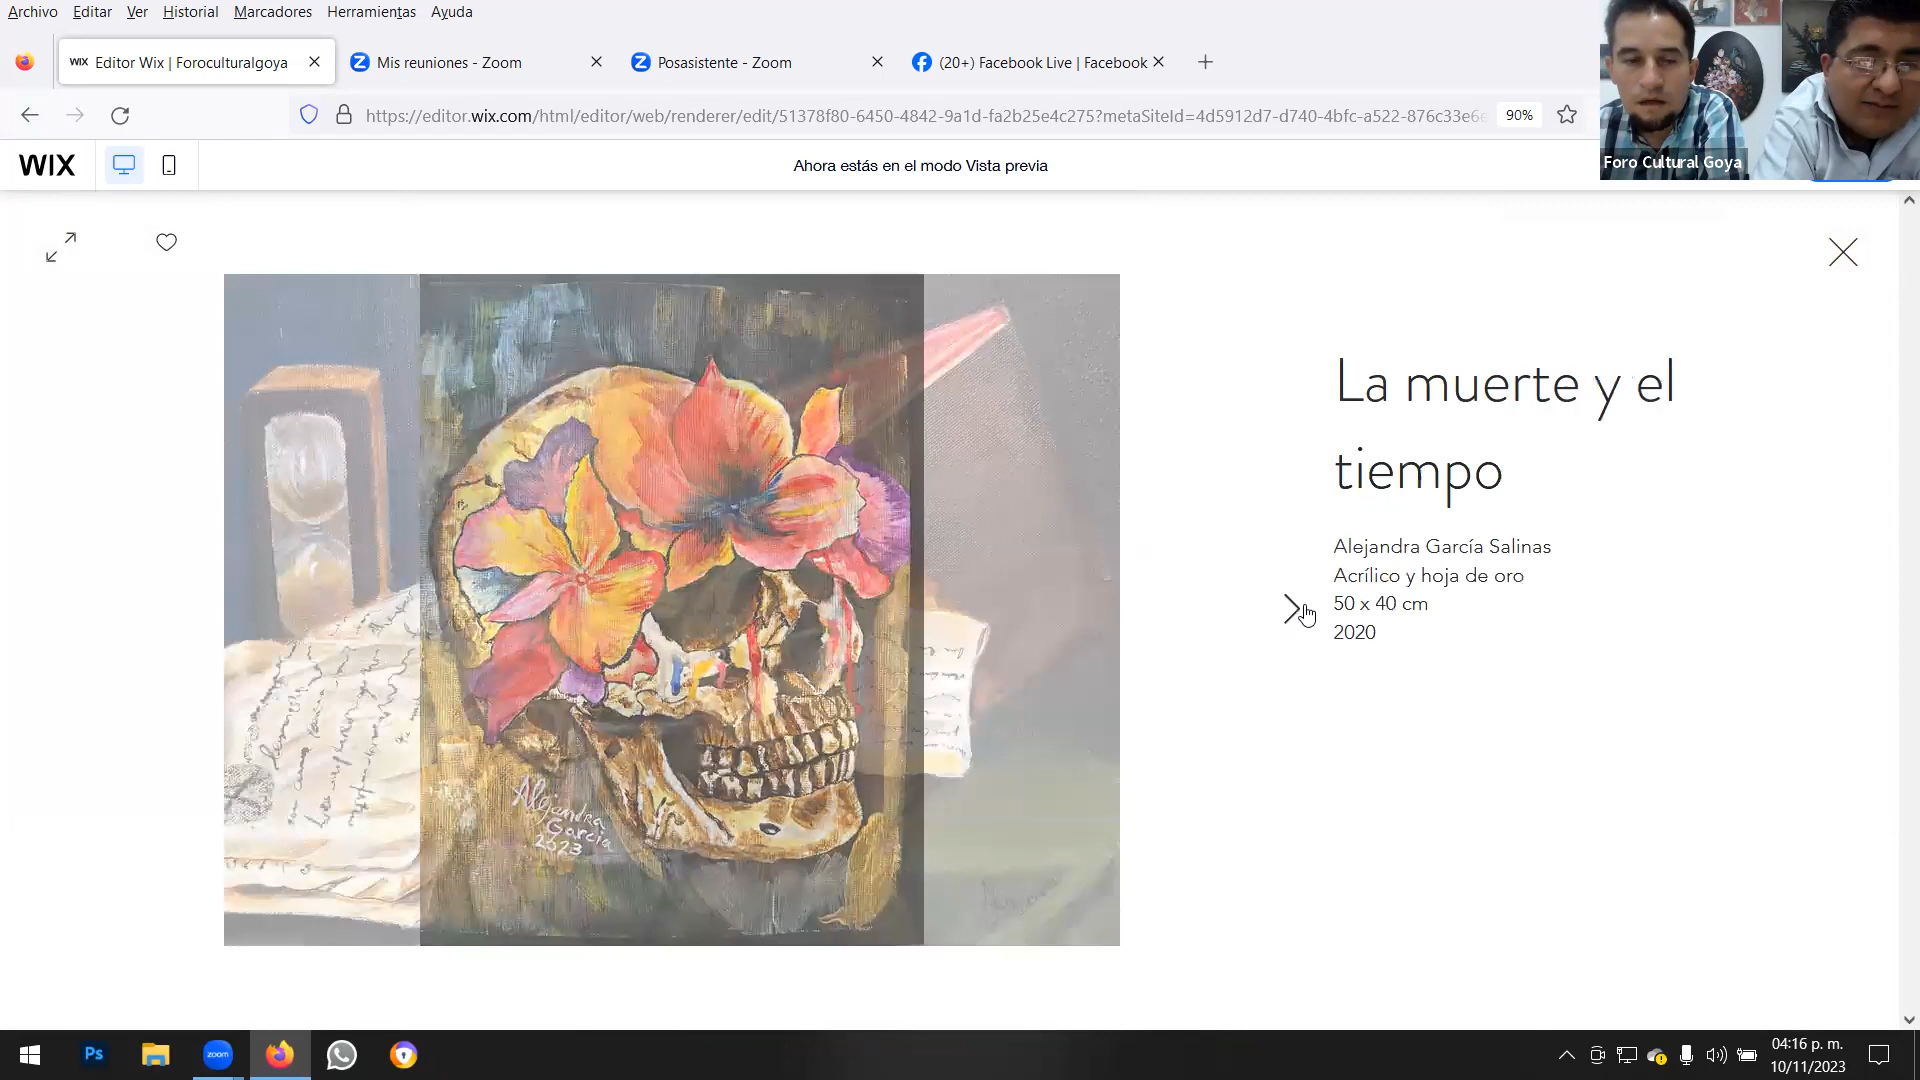 Archivo Editar Ver Historial Marcadores Herramientas Ayuda
WIX Editor Wix | Foroculturalgoya
Mis reuniones - Zoom
Posasistente - Zoom
(20+) Facebook Live | Facebook
https://editor.wix.com/html/editor/web/renderer/edit/51378f80-6450-4842-9a1d-fa2b25e4c275?metaSiteId=4d5912d7-d740-4bfc-a522-876c33e6
90%
Foro Cultural Goya
WIX
Ahora estás en el modo Vista previa
La muerte y el
tiempo
Alejandra García Salinas
Acrílico y hoja de oro
50 x 40 cm
2020
Alejandra
García
2023
Ps
zoom
04:16 p. m.
10/11/2023